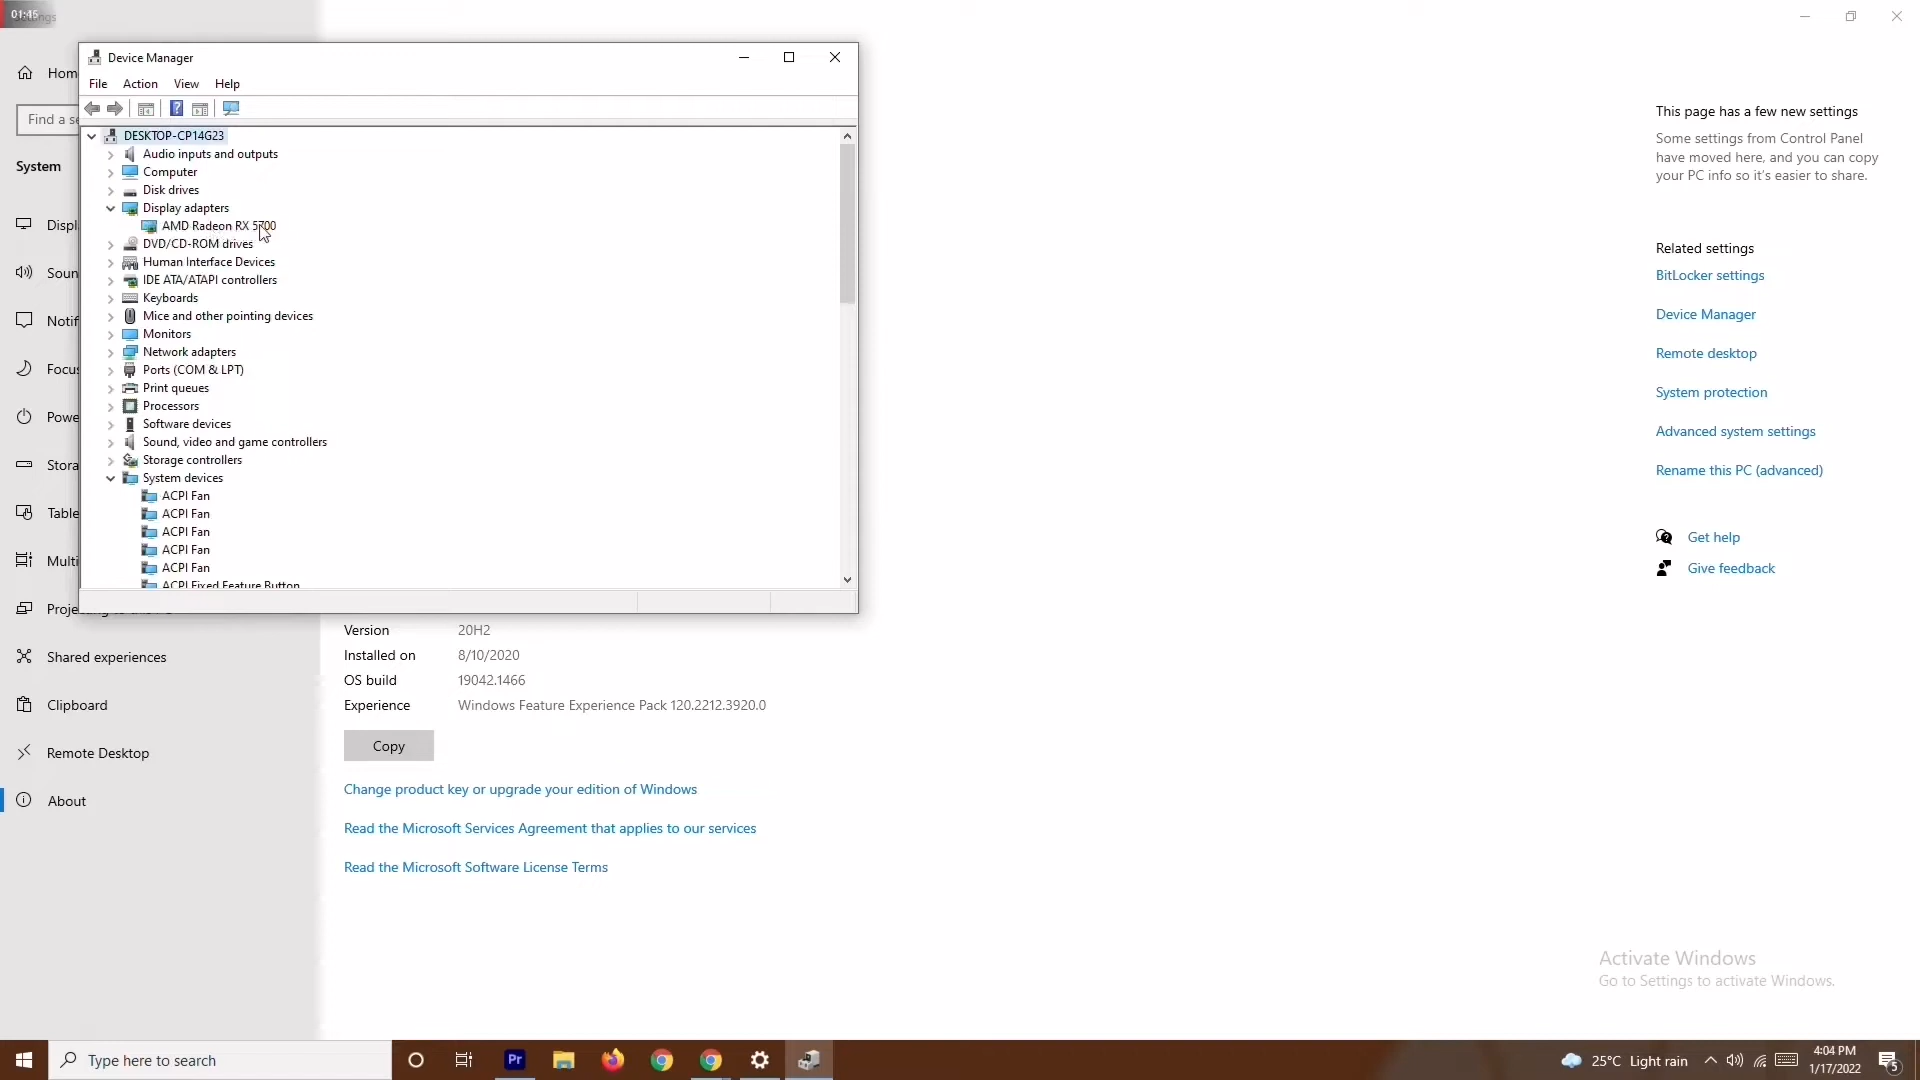 01:45
Device Manager
File Action View Help
DESKTOP-CP14G23
Audio inputs and outputs
Computer
Disk drives
Display adapters
AMD Radeon RX 5700
DVD/CD-ROM drives
Human Interface Devices
IDE ATA/ATAPI controllers
Keyboards
Mice and other pointing devices
Monitors
Network adapters
Ports (COM & LPT)
Print queues
Processors
Software devices
Sound, video and game controllers
Storage controllers
System devices
ACPI Fan
ACPI Fan
ACPI Fan
ACPI Fan
ACPI Fan
ACPI Fixed Feature Button
Hom
Find a se
System
Displ
Soun
Notif
Focus
Powe
Stora
Table
Multi
Shared experiences
Clipboard
Remote Desktop
About
Version 20H2
Installed on 8/10/2020
OS build 19042.1466
Experience Windows Feature Experience Pack 120.2212.3920.0
Copy
Change product key or upgrade your edition of Windows
Read the Microsoft Services Agreement that applies to our services
Read the Microsoft Software License Terms
This page has a few new settings
Some settings from Control Panel
have moved here, and you can copy
your PC info so it's easier to share.
Related settings
BitLocker settings
Device Manager
Remote desktop
System protection
Advanced system settings
Rename this PC (advanced)
Get help
Give feedback
Activate Windows
Go to Settings to activate Windows.
Type here to search
Pr
25°C Light rain
4:04 PM
1/17/2022
5